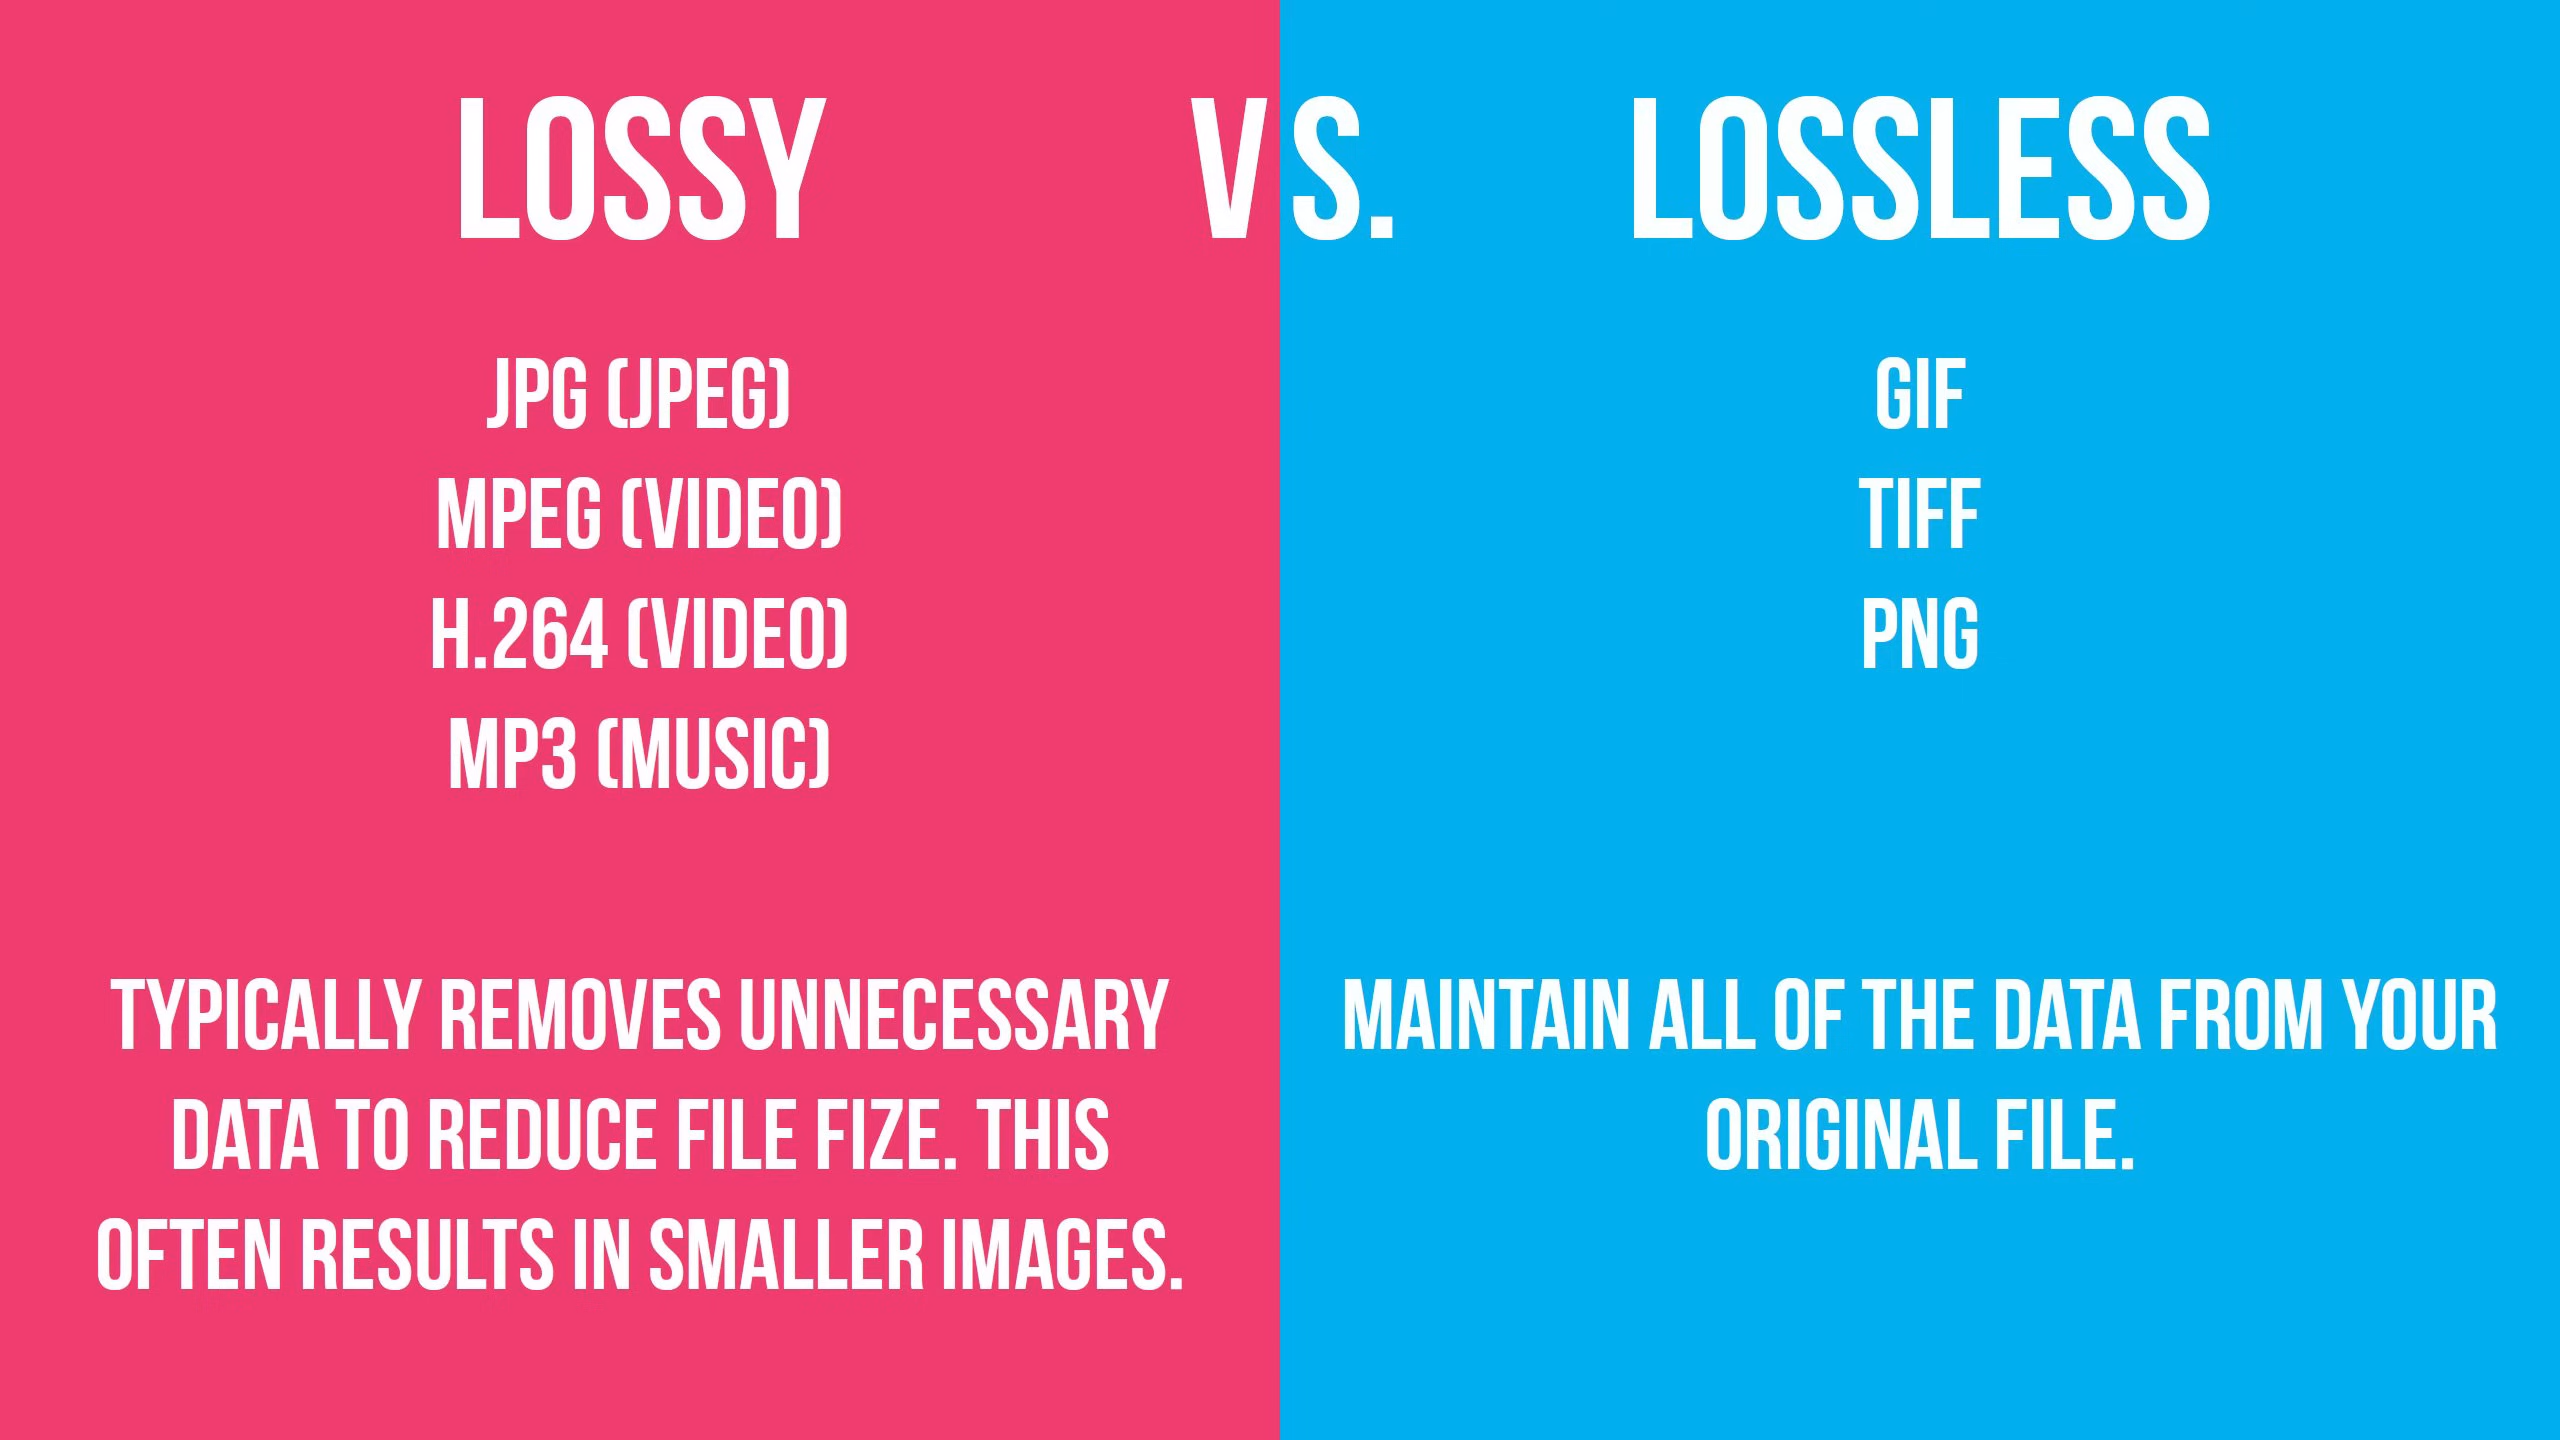 LOSSY VS. LOSSLESS
JPG (JPEG)
MPEG (VIDEO)
H.264 (VIDEO)
MP3 (MUSIC)
TYPICALLY REMOVES UNNECESSARY
DATA TO REDUCE FILE FIZE. THIS
OFTEN RESULTS IN SMALLER IMAGES.
GIF
TIFF
PNG
MAINTAIN ALL OF THE DATA FROM YOUR
ORIGINAL FILE.